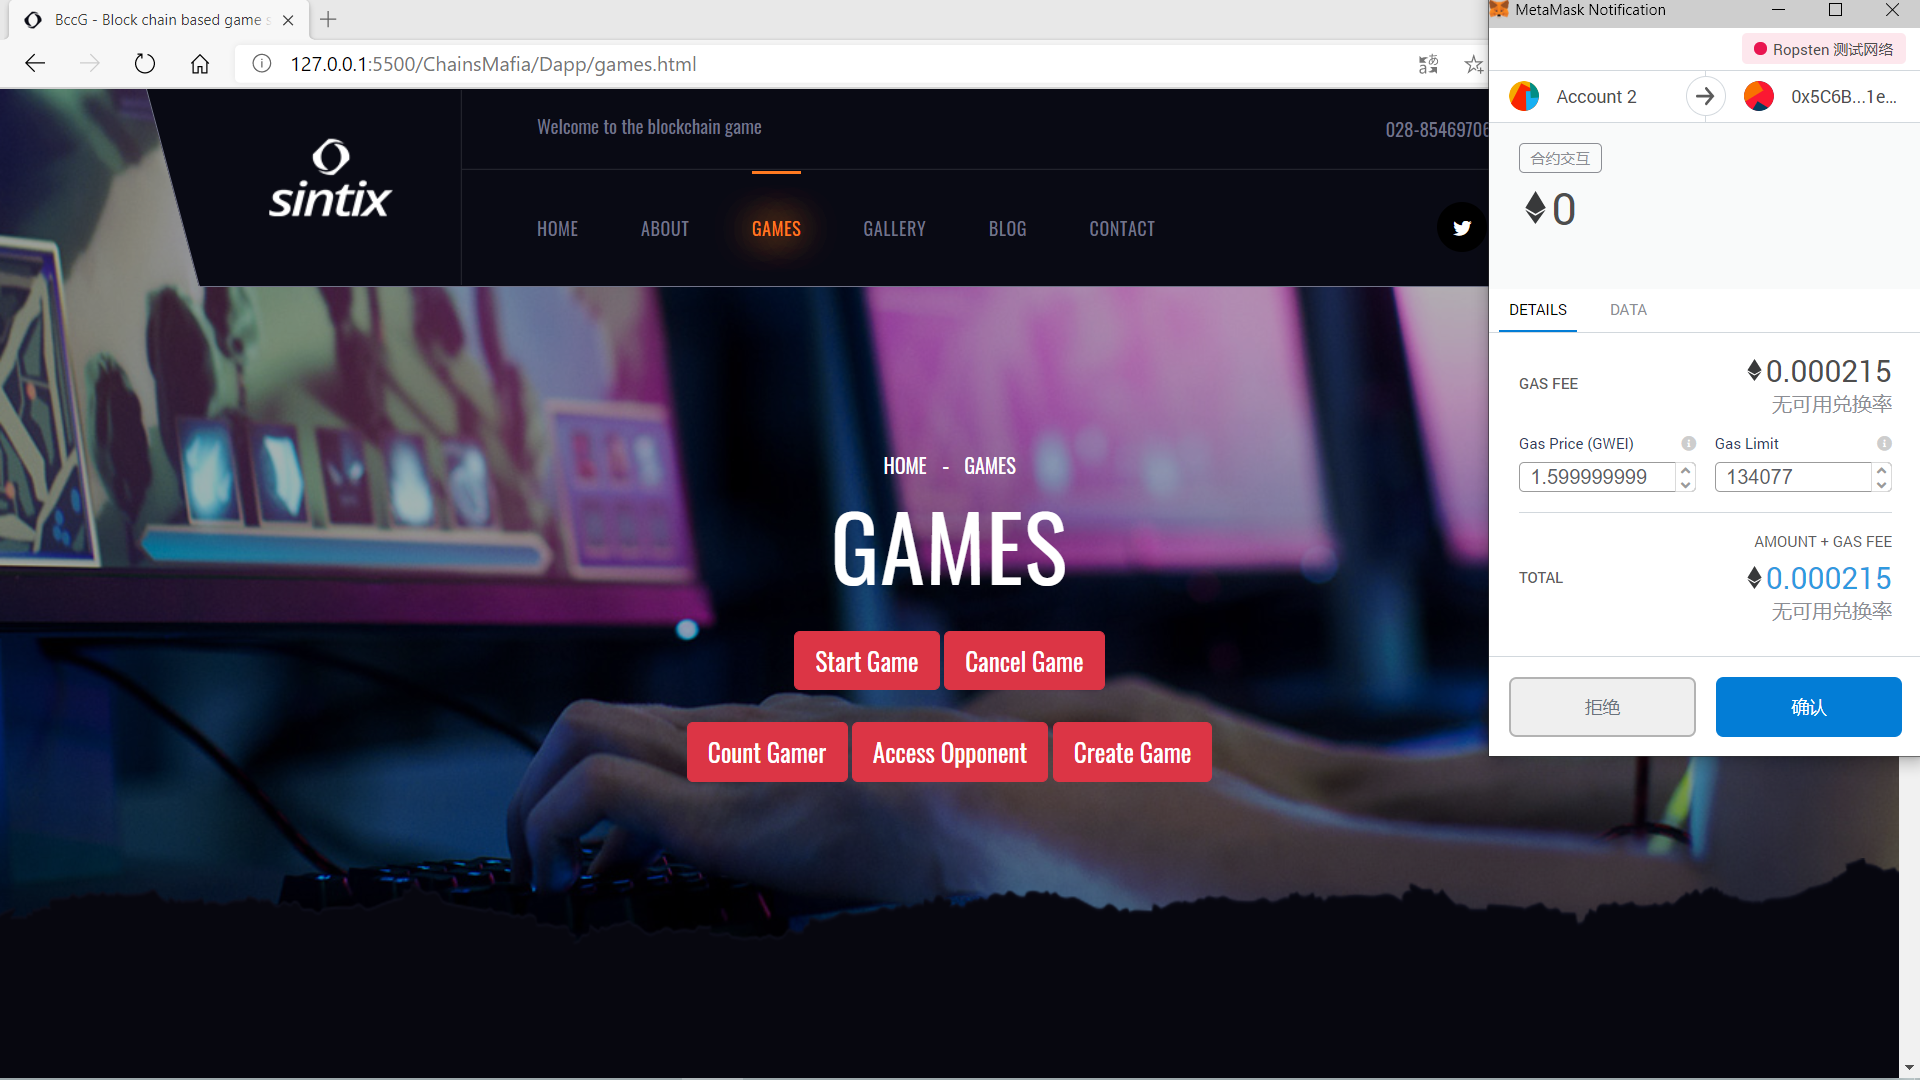 BccG - Block chain based game s
127.0.0.1:5500/ChainsMafia/Dapp/games.html
sintix
Welcome to the blockchain game
028-85469706
HOME
ABOUT
GAMES
GALLERY
BLOG
CONTACT
HOME - GAMES
GAMES
Start Game
Cancel Game
Count Gamer
Access Opponent
Create Game
MetaMask Notification
Ropsten 测试网络
Account 2
0x5C6B...1e...
合约交互
0
DETAILS
DATA
GAS FEE
0.000215
无可用兑换率
Gas Price (GWEI)
Gas Limit
1.599999999
134077
AMOUNT + GAS FEE
TOTAL
0.000215
无可用兑换率
拒绝
确认